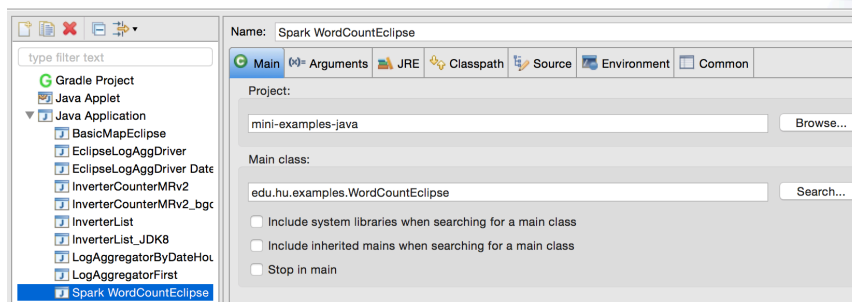 Name: Spark WordCountEclipse
type filter text
Main (x)= Arguments JRE Classpath Source Environment Common
Gradle Project
Java Applet
Java Application
BasicMapEclipse
EclipseLogAggDriver
EclipseLogAggDriver Date
InverterCounterMRv2
InverterCounterMRv2_bgd
InverterList
InverterList_JDK8
LogAggregatorByDateHou
LogAggregatorFirst
Spark WordCountEclipse
Project:
mini-examples-java Browse...
Main class:
edu.hu.examples.WordCountEclipse Search...
Include system libraries when searching for a main class
Include inherited mains when searching for a main class
Stop in main